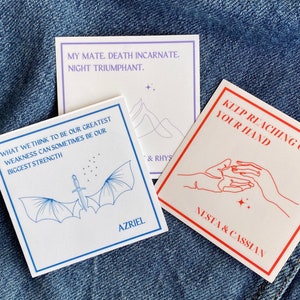 MY MATE. DEATH INCARNATE.
NIGHT TRIUMPHANT.
& RHYS
WHAT WE THINK TO BE OUR GREATEST
WEAKNESS CAN SOMETIMES BE OUR
BIGGEST STRENGTH
AZRIEL
KEEP REACHING
YOUR HAND
NESTA & CASSIAN